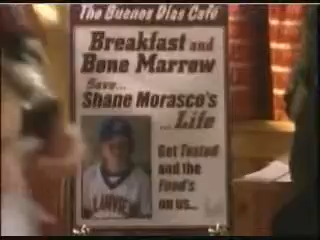 The Buenos Dias Café
Breakfast and
Bone Marrow
Save...
Shane Morasco's
...Life
Get Tested
and the
Food's
on us...
LANVIE